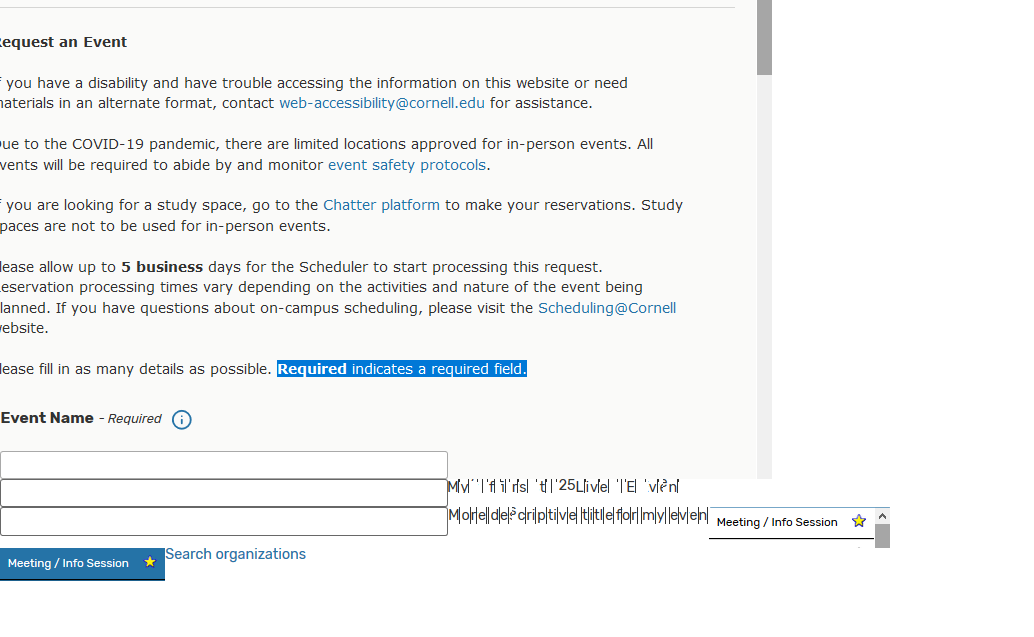 equest an Event
f you have a disability and have trouble accessing the information on this website or need
aterials in an alternate format, contact web-accessibility@cornell.edu for assistance.
ue to the COVID-19 pandemic, there are limited locations approved for in-person events. All
vents will be required to abide by and monitor event safety protocols.
f you are looking for a study space, go to the Chatter platform to make your reservations. Study
paces are not to be used for in-person events.
lease allow up to 5 business days for the Scheduler to start processing this request.
eservation processing times vary depending on the activities and nature of the event being
lanned. If you have questions about on-campus scheduling, please visit the Scheduling@Cornell
ebsite.
lease fill in as many details as possible. Required indicates a required field.
Event Name - Required
My first 25Live Even
More descriptive title for my even
Meeting / Info Session
Meeting / Info Session
Search organizations